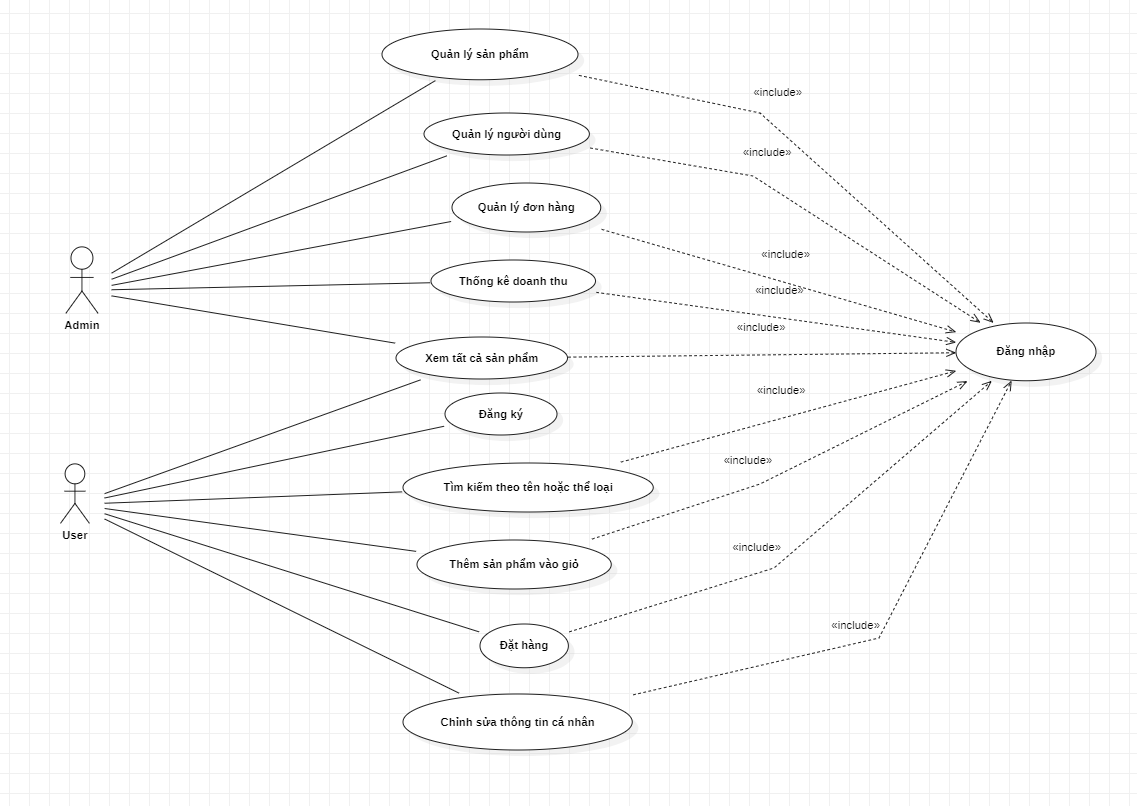 Quản lý sản phẩm
«include»
Quản lý người dùng
«include»
Quản lý đơn hàng
«include»
Thống kê doanh thu
«include»
Admin
«include»
Đăng nhập
Xem tất cả sản phẩm
«include»
Đăng ký
«include»
Tìm kiếm theo tên hoặc thể loại
User
«include»
Thêm sản phẩm vào giỏ
«include»
Đặt hàng
Chỉnh sửa thông tin cá nhân